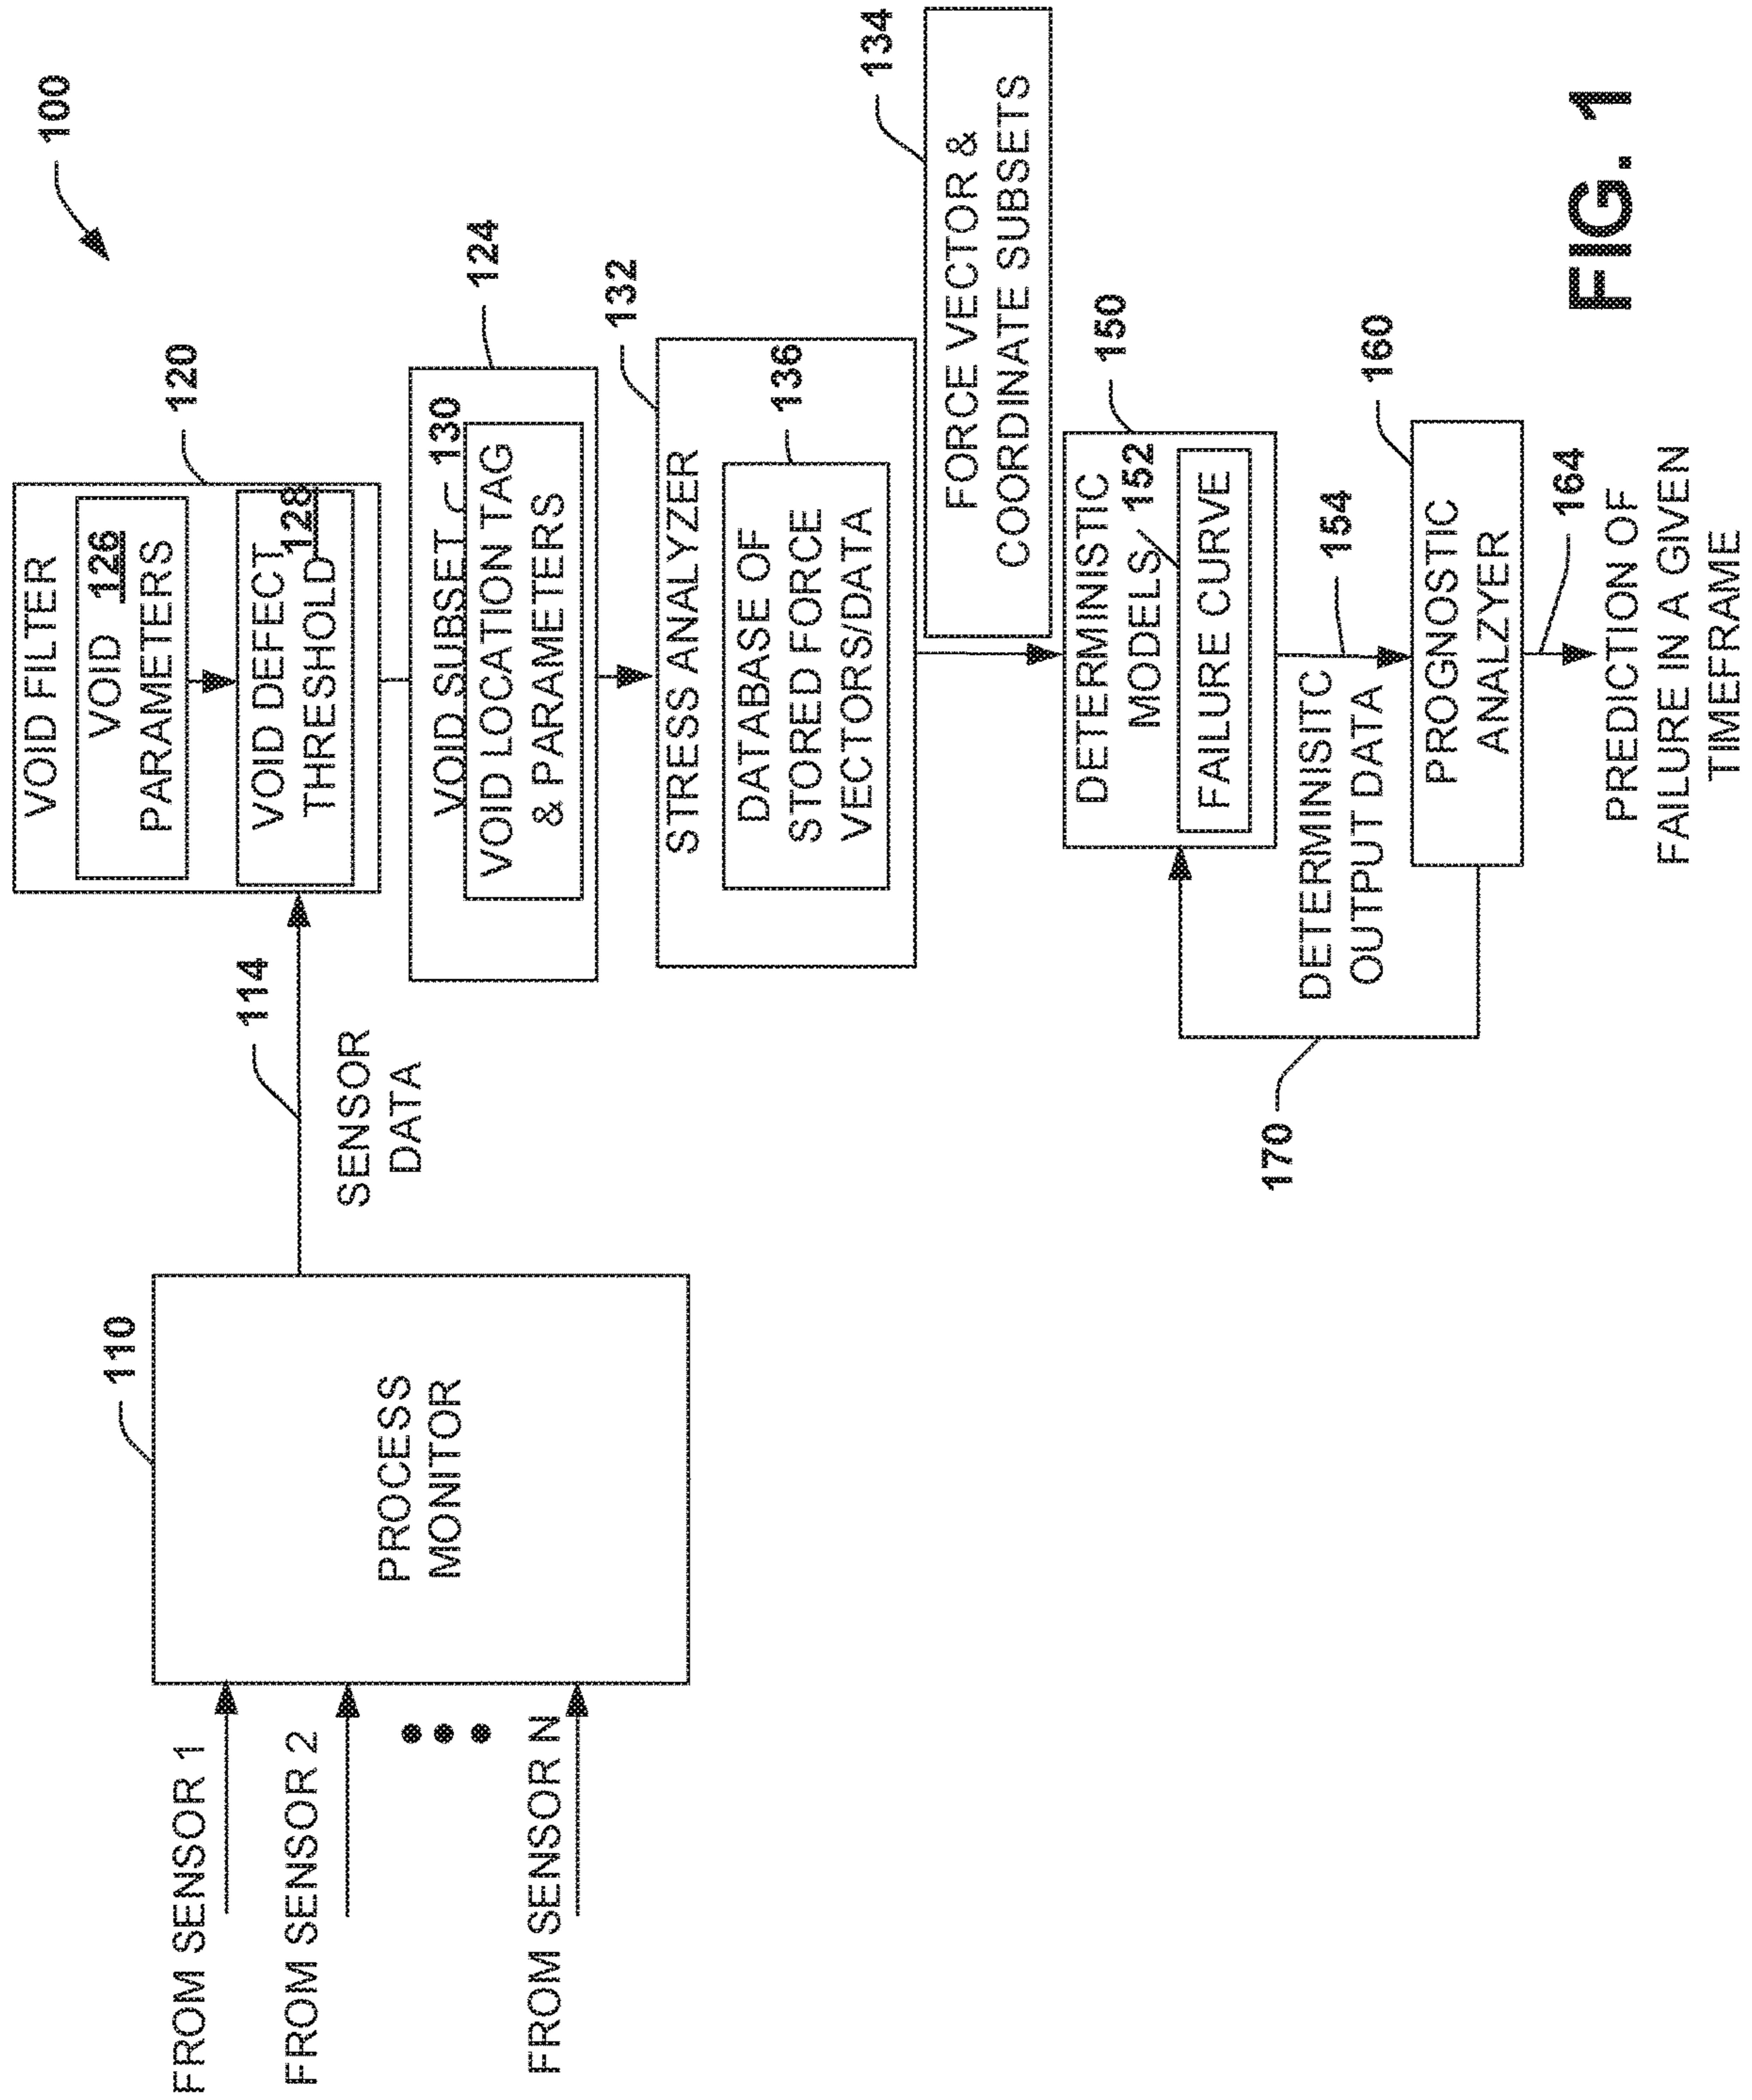 100
FROM SENSOR 1
FROM SENSOR 2
FROM SENSOR N
110
PROCESS
MONITOR
114
SENSOR
DATA
120
VOID FILTER
VOID 126
PARAMETERS
VOID DEFECT
THRESHOLD 128
124
VOID SUBSET 130
VOID LOCATION TAG
& PARAMETERS
132
STRESS ANALYZER
136
DATABASE OF
STORED FORCE
VECTORS/DATA
134
FORCE VECTOR &
COORDINATE SUBSETS
150
DETERMINISTIC
MODELS 152
FAILURE CURVE
154
DETERMINISITC
OUTPUT DATA
160
PROGNOSTIC
ANALZYER
170
164
PREDICTION OF
FAILURE IN A GIVEN
TIMEFRAME
FIG. 1